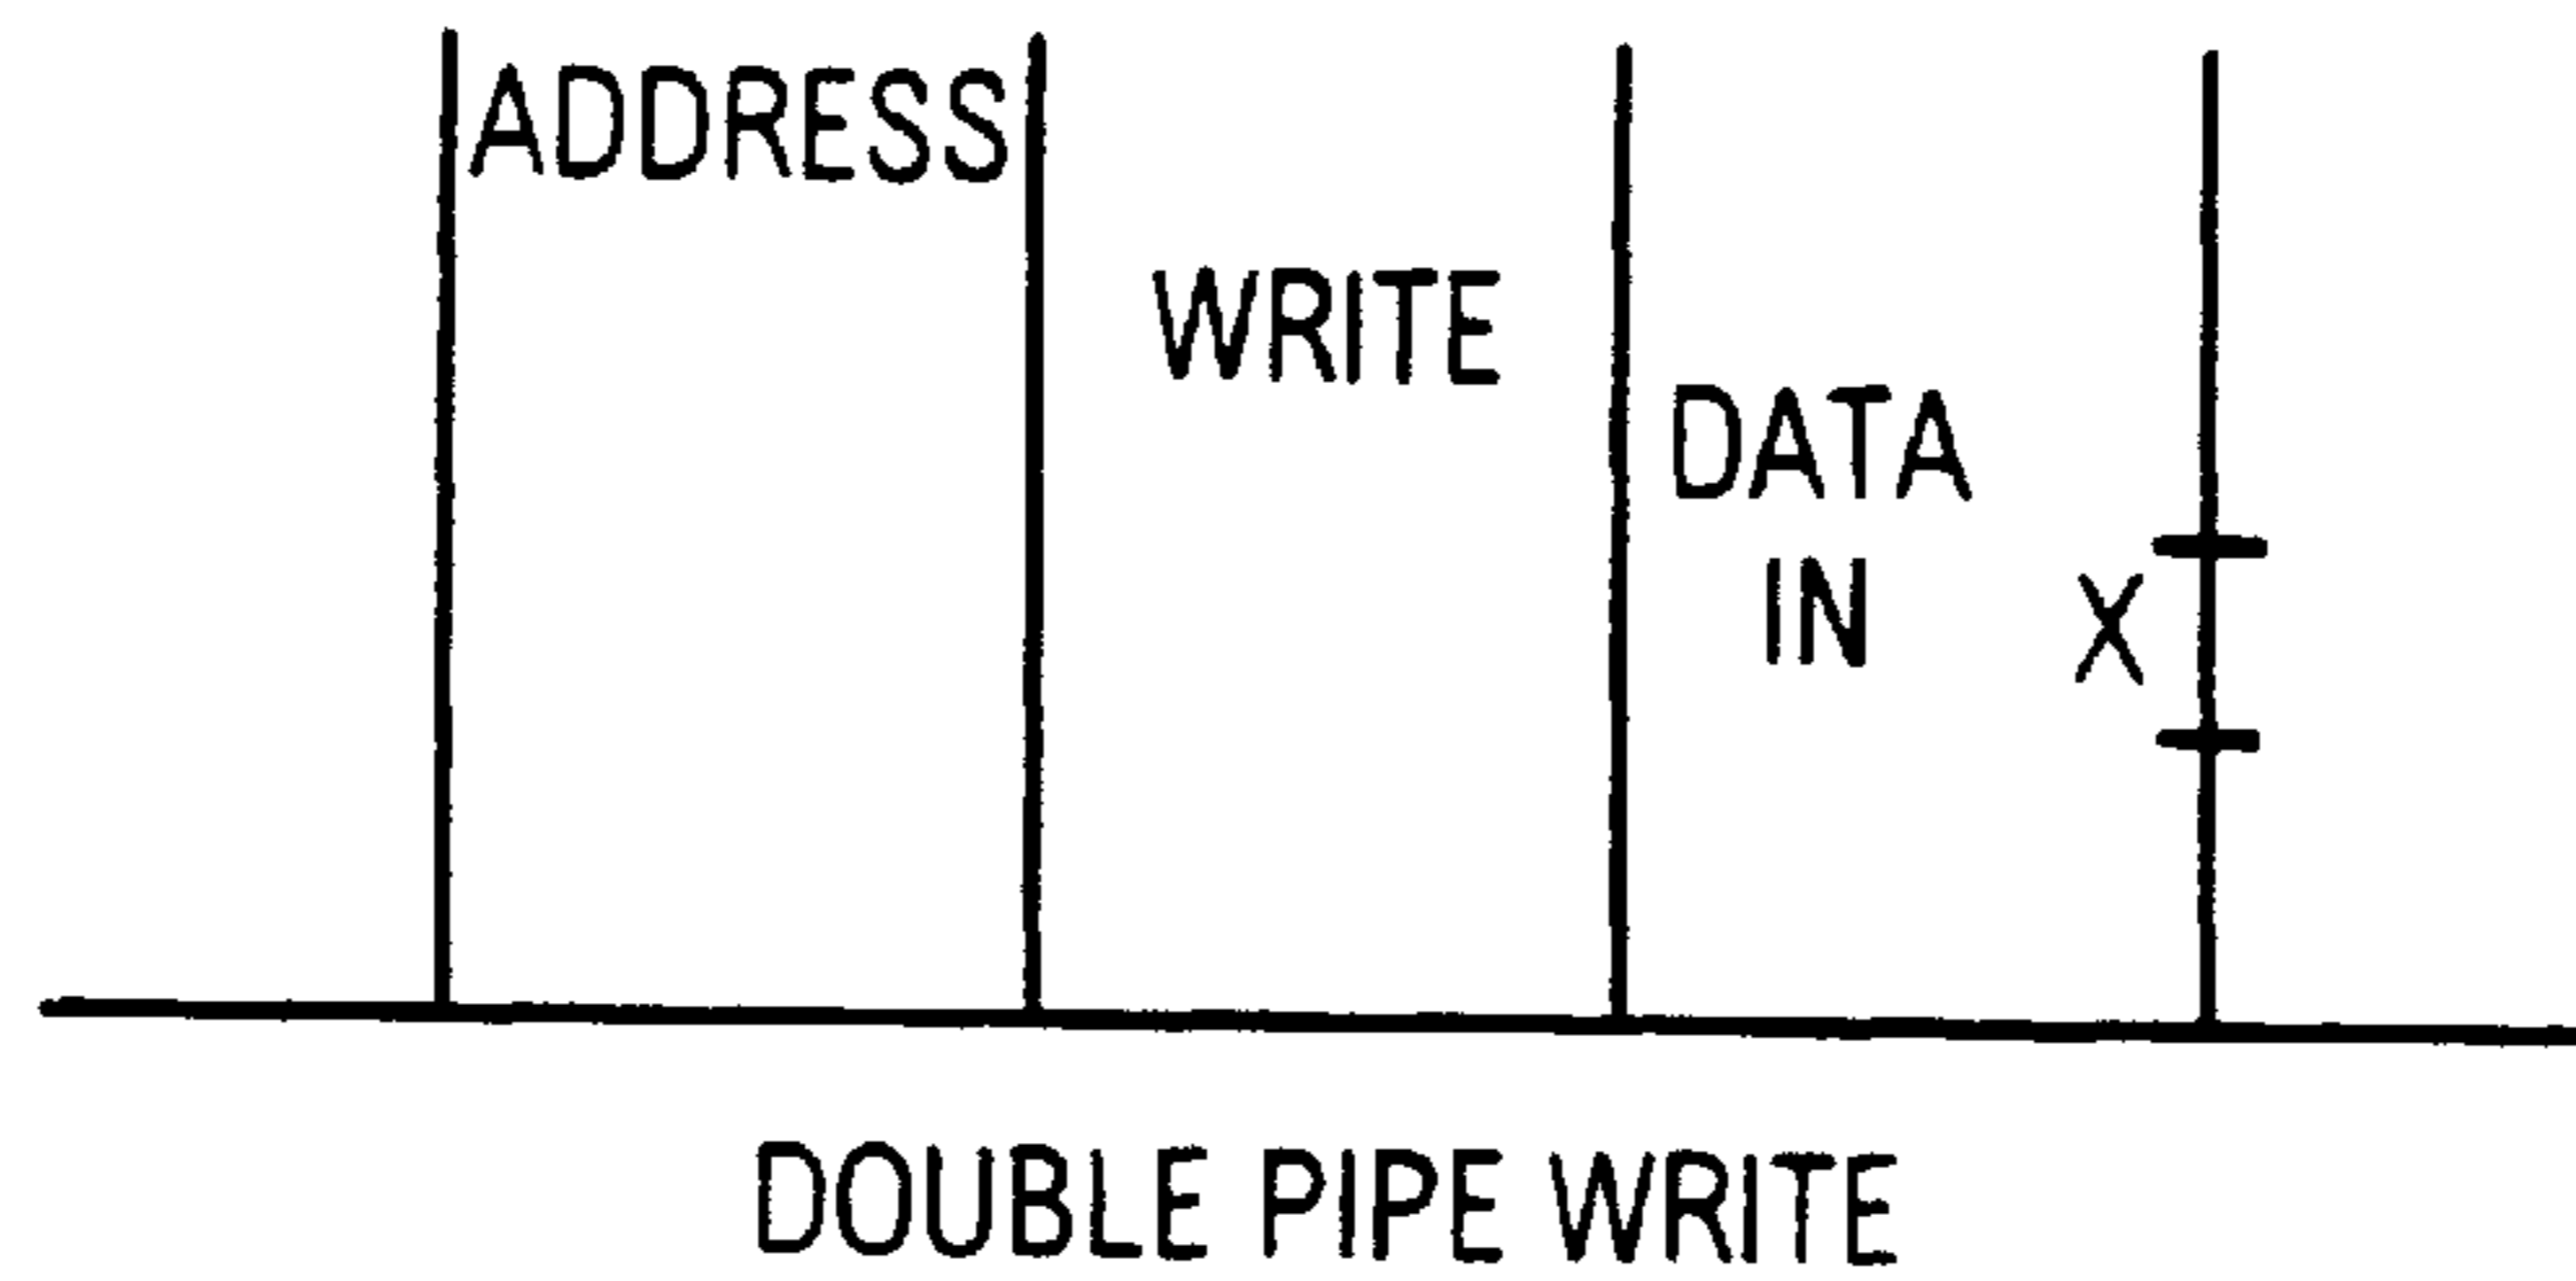 ADDRESS
WRITE
DATA
IN
X
DOUBLE PIPE WRITE